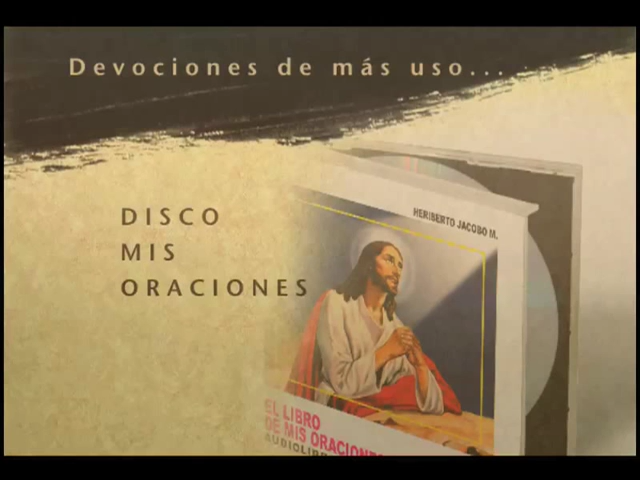 Devociones de más uso...
DISCO
MIS
ORACIONES
HERIBERTO JACOBO M.
EL LIBRO
DE MIS ORACIONES